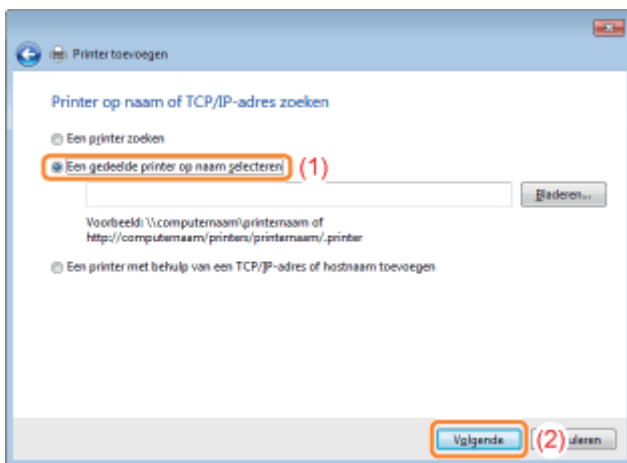 Printer toevoegen
Printer op naam of TCP/IP-adres zoeken
Een printer zoeken
Een gedeelde printer op naam selecteren (1)
Bladeren...
Voorbeeld: \\computernaam\printernaam of
http://computernaam/printers/printernaam/.printer
Een printer met behulp van een TCP/IP-adres of hostnaam toevoegen
Volgende (2) uleren